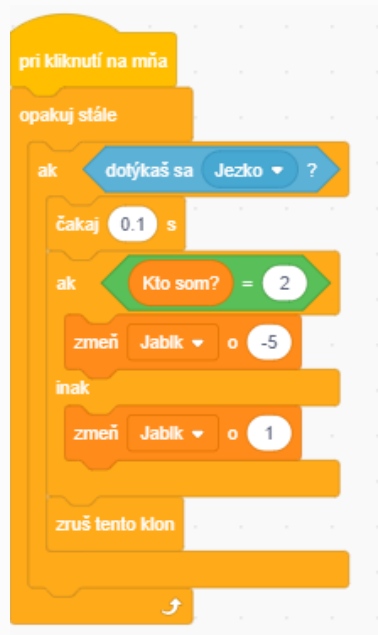 pri kliknutí na mňa
opakuj stále
ak dotýkaš sa Jezko ?
čakaj 0.1 s
ak Kto som? = 2
zmeň Jablk o -5
inak
zmeň Jablk o 1
zruš tento klon